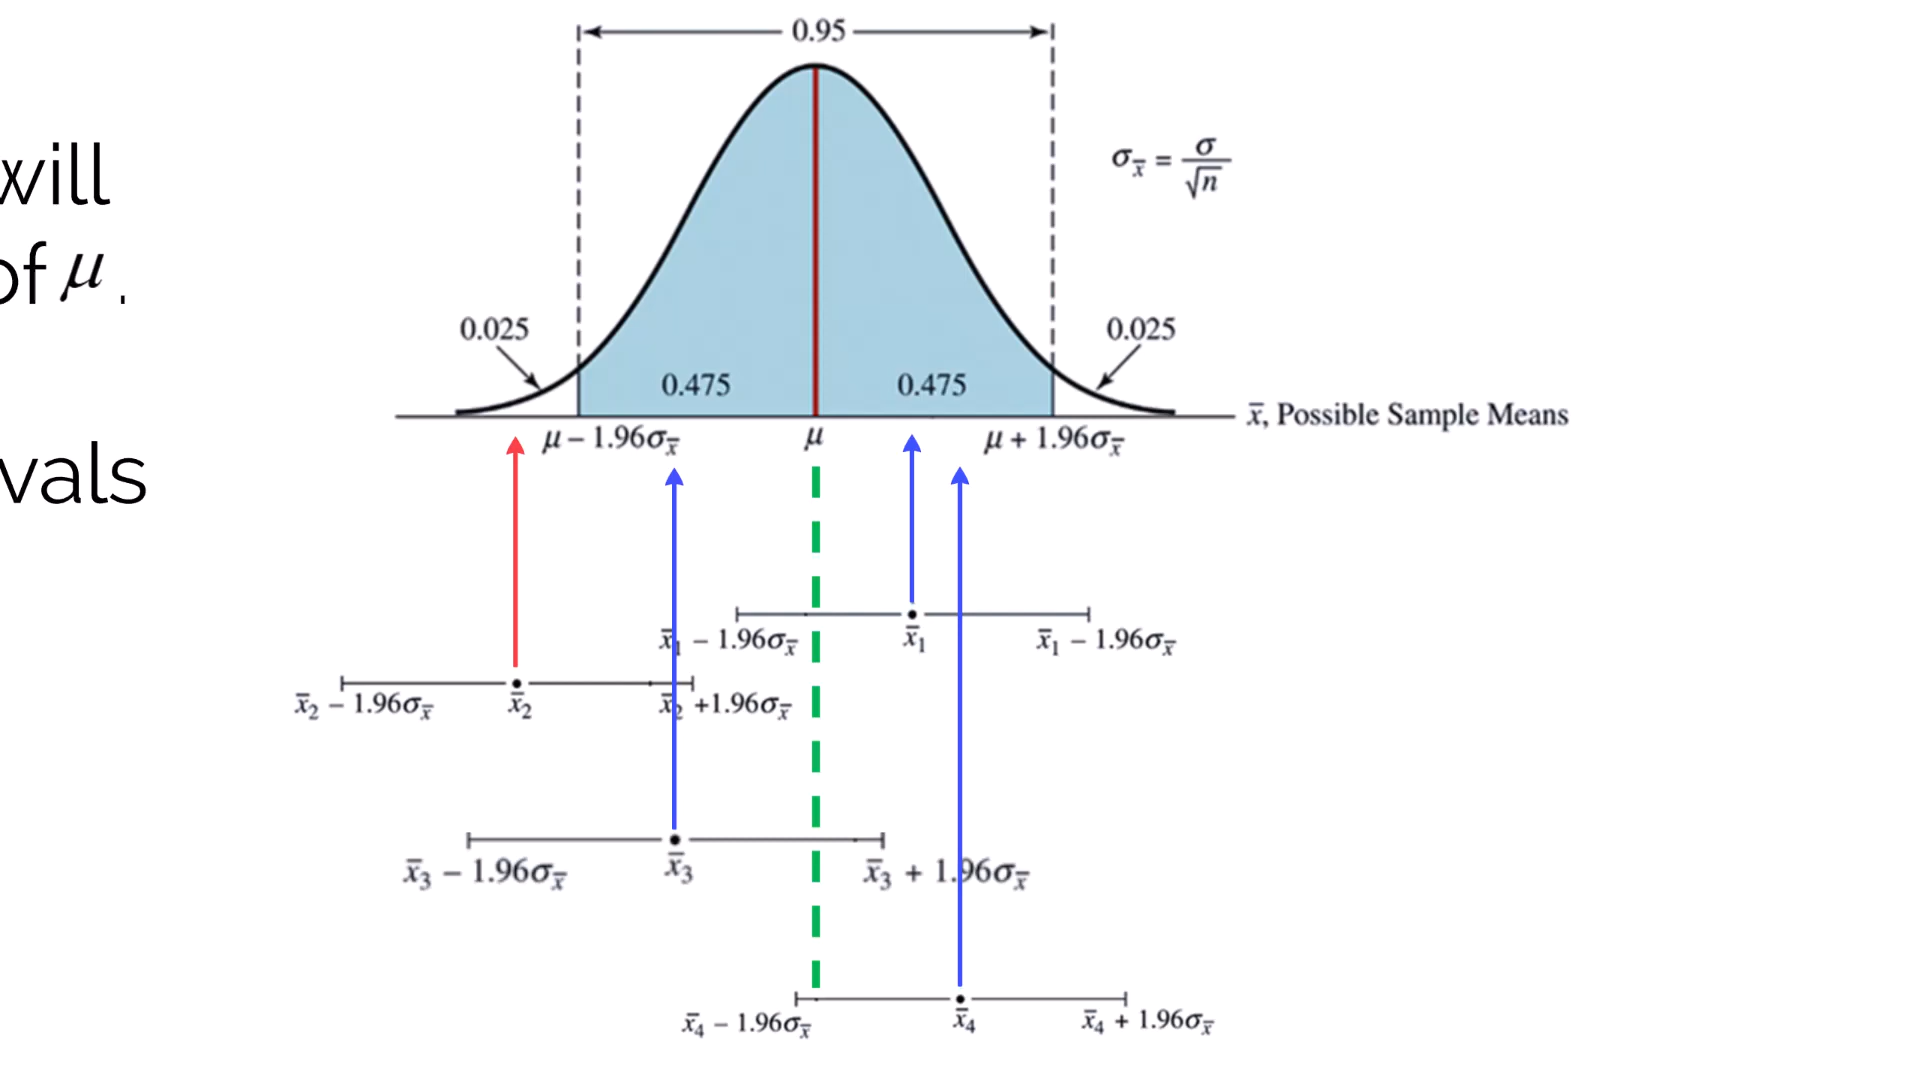 will
of μ.
vals
0.95
σx̄ = σ/√n
0.025
0.025
0.475
0.475
x̄, Possible Sample Means
μ – 1.96σx̄
μ
μ + 1.96σx̄
x̄1 – 1.96σx̄
x̄1
x̄1 – 1.96σx̄
x̄2 – 1.96σx̄
x̄2
x̄2 +1.96σx̄
x̄3 – 1.96σx̄
x̄3
x̄3 + 1.96σx̄
x̄4 – 1.96σx̄
x̄4
x̄4 + 1.96σx̄